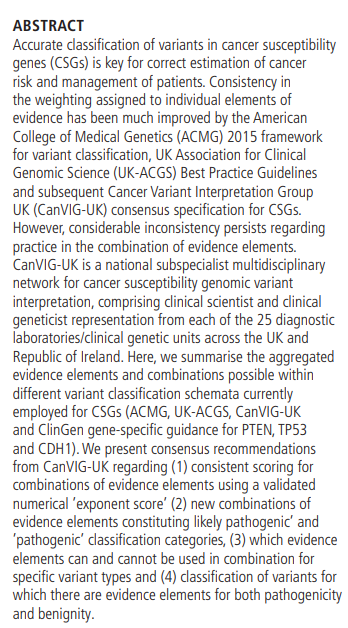 ABSTRACT
Accurate classification of variants in cancer susceptibility
genes (CSGs) is key for correct estimation of cancer
risk and management of patients. Consistency in
the weighting assigned to individual elements of
evidence has been much improved by the American
College of Medical Genetics (ACMG) 2015 framework
for variant classification, UK Association for Clinical
Genomic Science (UK-ACGS) Best Practice Guidelines
and subsequent Cancer Variant Interpretation Group
UK (CanVIG-UK) consensus specification for CSGs.
However, considerable inconsistency persists regarding
practice in the combination of evidence elements.
CanVIG-UK is a national subspecialist multidisciplinary
network for cancer susceptibility genomic variant
interpretation, comprising clinical scientist and clinical
geneticist representation from each of the 25 diagnostic
laboratories/clinical genetic units across the UK and
Republic of Ireland. Here, we summarise the aggregated
evidence elements and combinations possible within
different variant classification schemata currently
employed for CSGs (ACMG, UK-ACGS, CanVIG-UK
and ClinGen gene-specific guidance for PTEN, TP53
and CDH1). We present consensus recommendations
from CanVIG-UK regarding (1) consistent scoring for
combinations of evidence elements using a validated
numerical ‘exponent score’ (2) new combinations of
evidence elements constituting likely pathogenic’ and
‘pathogenic’ classification categories, (3) which evidence
elements can and cannot be used in combination for
specific variant types and (4) classification of variants for
which there are evidence elements for both pathogenicity
and benignity.